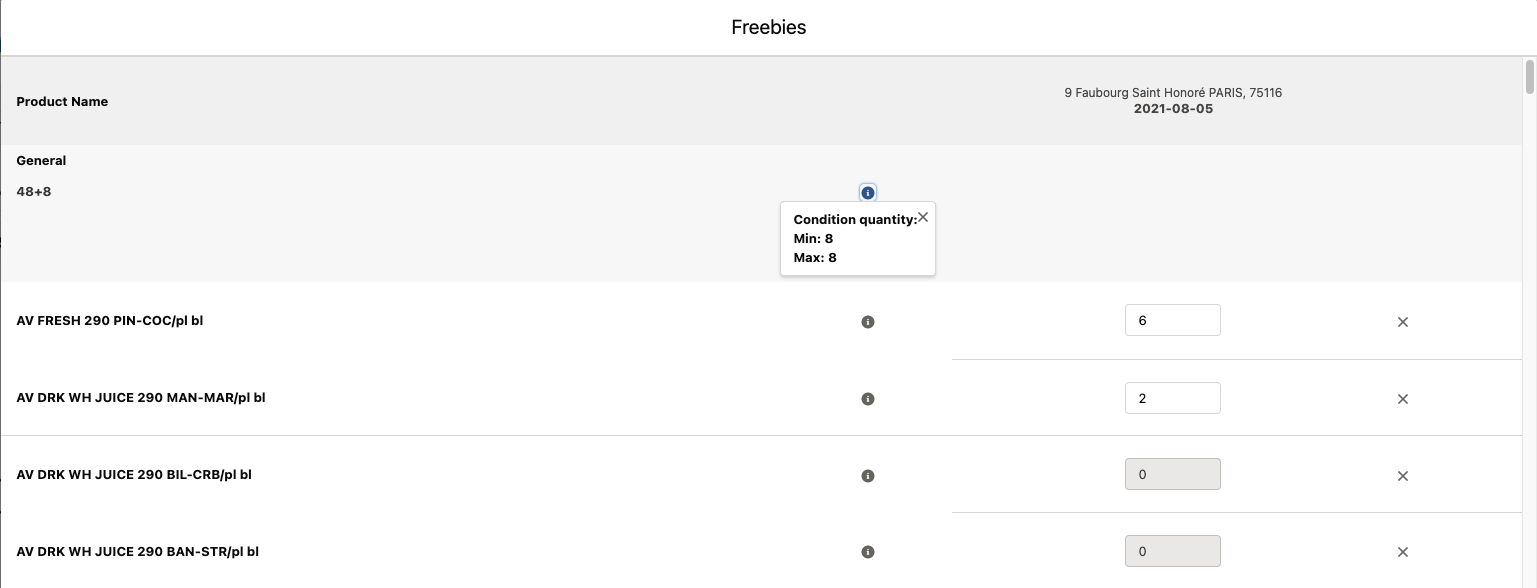 Freebies
Product Name
9 Faubourg Saint Honoré PARIS, 75116
2021-08-05
General
48+8
Condition quantity:
Min: 8
Max: 8
AV FRESH 290 PIN-COC/pl bl
6
AV DRK WH JUICE 290 MAN-MAR/pl bl
2
AV DRK WH JUICE 290 BIL-CRB/pl bl
0
AV DRK WH JUICE 290 BAN-STR/pl bl
0